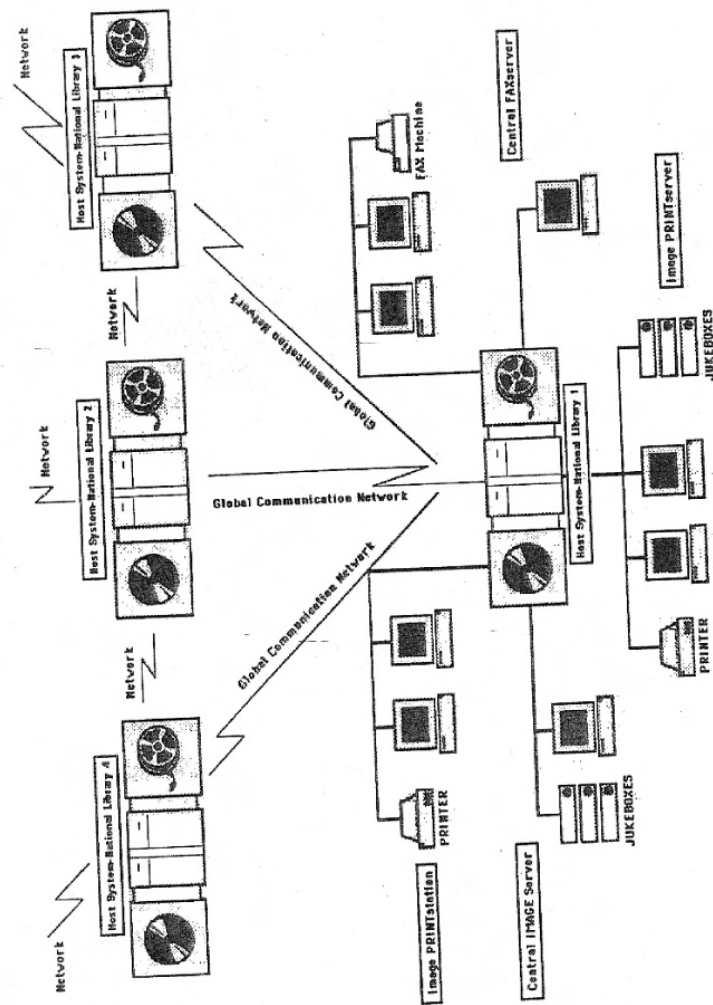 Network
Host System-National Library 4
Network
Network
Host System-National Library 2
Network
Network
Host System-National Library 3
Global Communication Network
Global Communication Network
Global Communication Network
Image PRINTstation
PRINTER
FAX Machine
Central FAXserver
Central IMAGE Server
JUKEBOXES
Host System-National Library 1
PRINTER
JUKEBOXES
Image PRINTserver